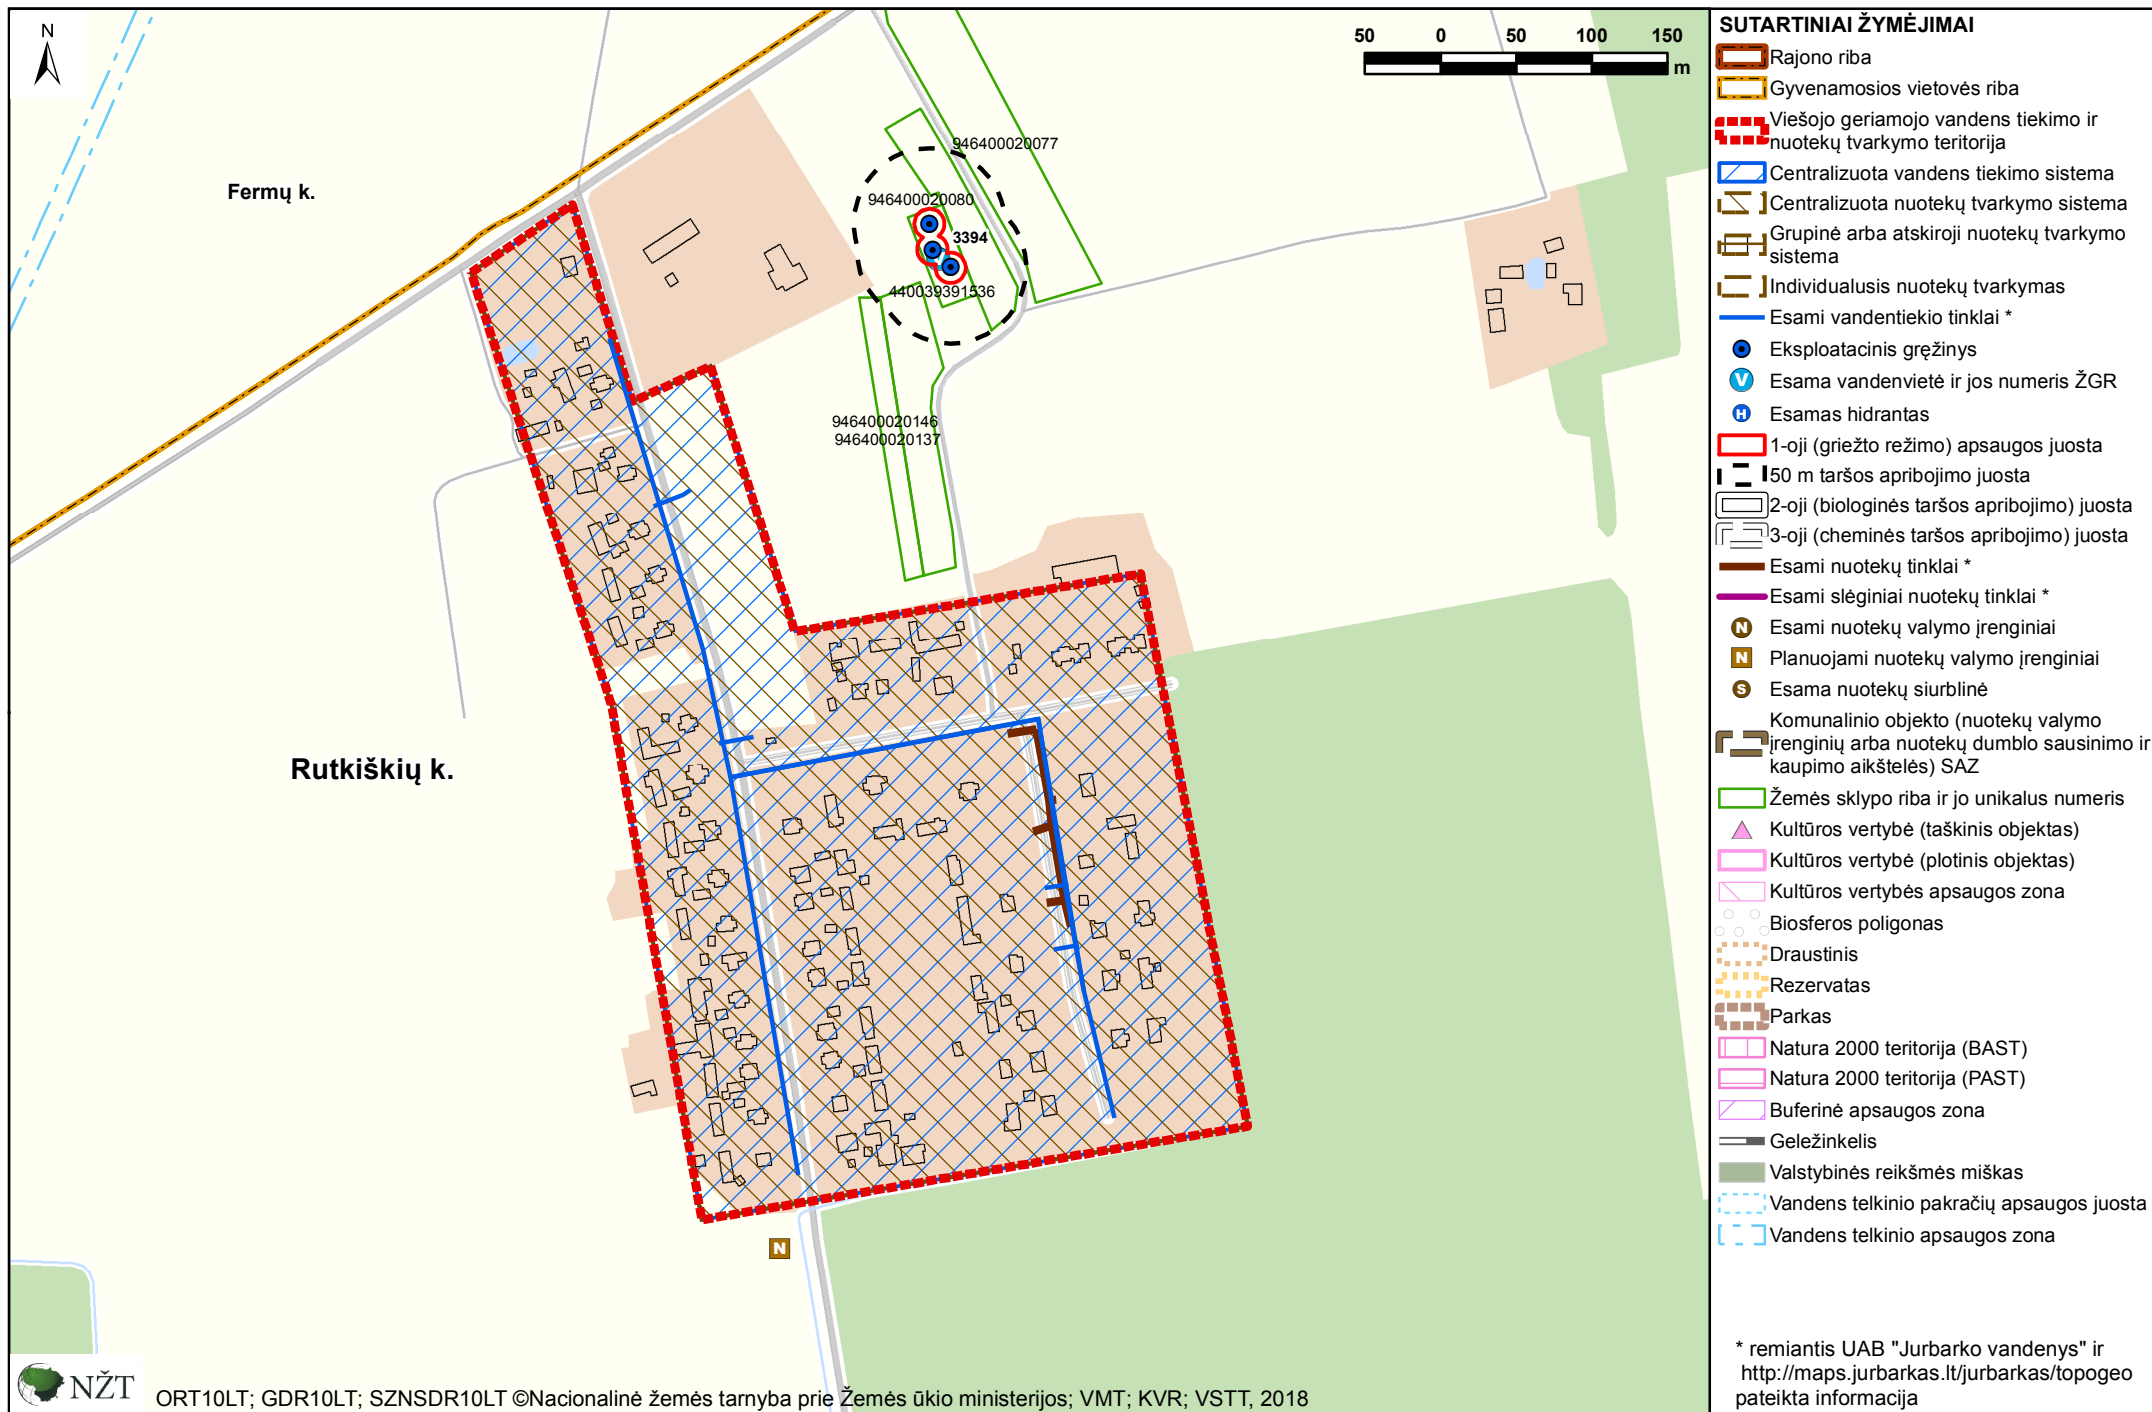 N
50 0 50 100 150
m
Fermų k.
946400020077
946400020080
3394
440039391536
946400020146
946400020137
Rutkiškių k.
N
NŽT
ORT10LT; GDR10LT; SZNSDR10LT ©Nacionalinė žemės tarnyba prie Žemės ūkio ministerijos; VMT; KVR; VSTT, 2018
SUTARTINIAI ŽYMĖJIMAI
Rajono riba
Gyvenamosios vietovės riba
Viešojo geriamojo vandens tiekimo ir
nuotekų tvarkymo teritorija
Centralizuota vandens tiekimo sistema
Centralizuota nuotekų tvarkymo sistema
Grupinė arba atskiroji nuotekų tvarkymo
sistema
Individualusis nuotekų tvarkymas
Esami vandentiekio tinklai *
Eksploatacinis gręžinys
V Esama vandenvietė ir jos numeris ŽGR
H Esamas hidrantas
1-oji (griežto režimo) apsaugos juosta
50 m taršos apribojimo juosta
2-oji (biologinės taršos apribojimo) juosta
3-oji (cheminės taršos apribojimo) juosta
Esami nuotekų tinklai *
Esami slėginiai nuotekų tinklai *
N Esami nuotekų valymo įrenginiai
N Planuojami nuotekų valymo įrenginiai
S Esama nuotekų siurblinė
Komunalinio objekto (nuotekų valymo
įrenginių arba nuotekų dumblo sausinimo ir
kaupimo aikštelės) SAZ
Žemės sklypo riba ir jo unikalus numeris
Kultūros vertybė (taškinis objektas)
Kultūros vertybė (plotinis objektas)
Kultūros vertybės apsaugos zona
Biosferos poligonas
Draustinis
Rezervatas
Parkas
Natura 2000 teritorija (BAST)
Natura 2000 teritorija (PAST)
Buferinė apsaugos zona
Geležinkelis
Valstybinės reikšmės miškas
Vandens telkinio pakračių apsaugos juosta
Vandens telkinio apsaugos zona
* remiantis UAB "Jurbarko vandenys" ir
http://maps.jurbarkas.lt/jurbarkas/topogeo
pateikta informacija